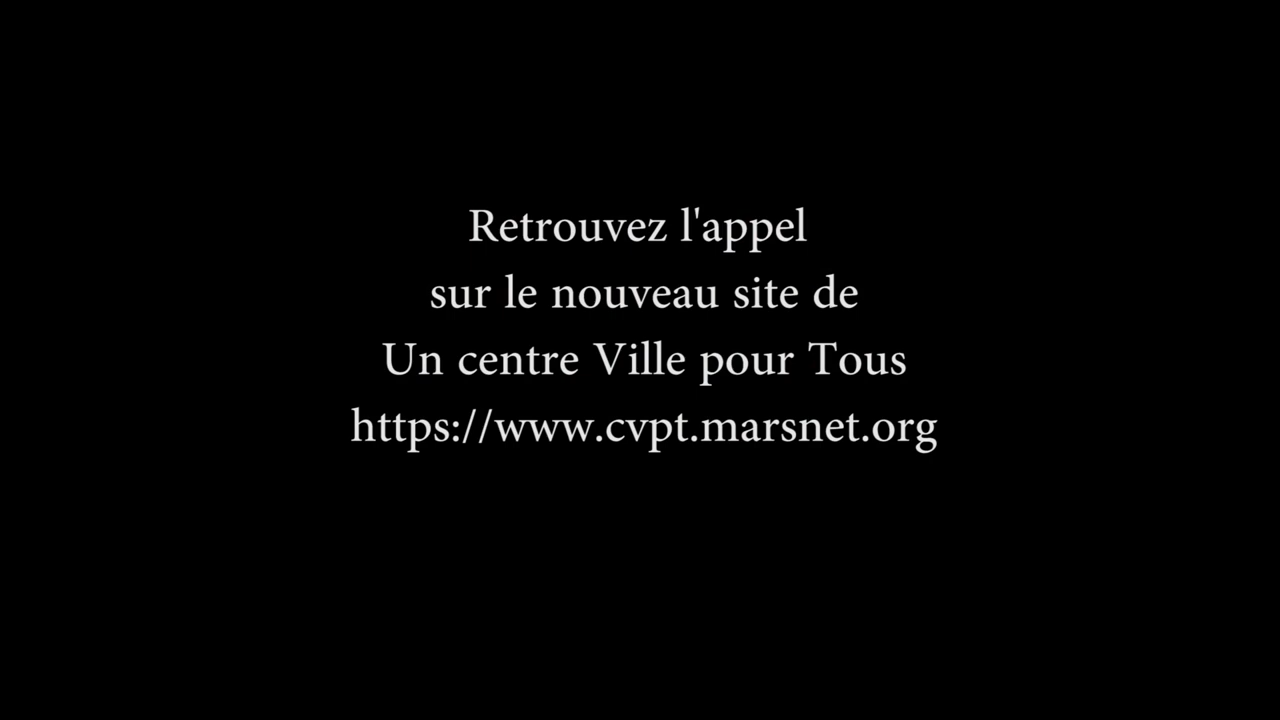 Retrouvez l'appel
sur le nouveau site de
Un centre Ville pour Tous
https://www.cvpt.marsnet.org